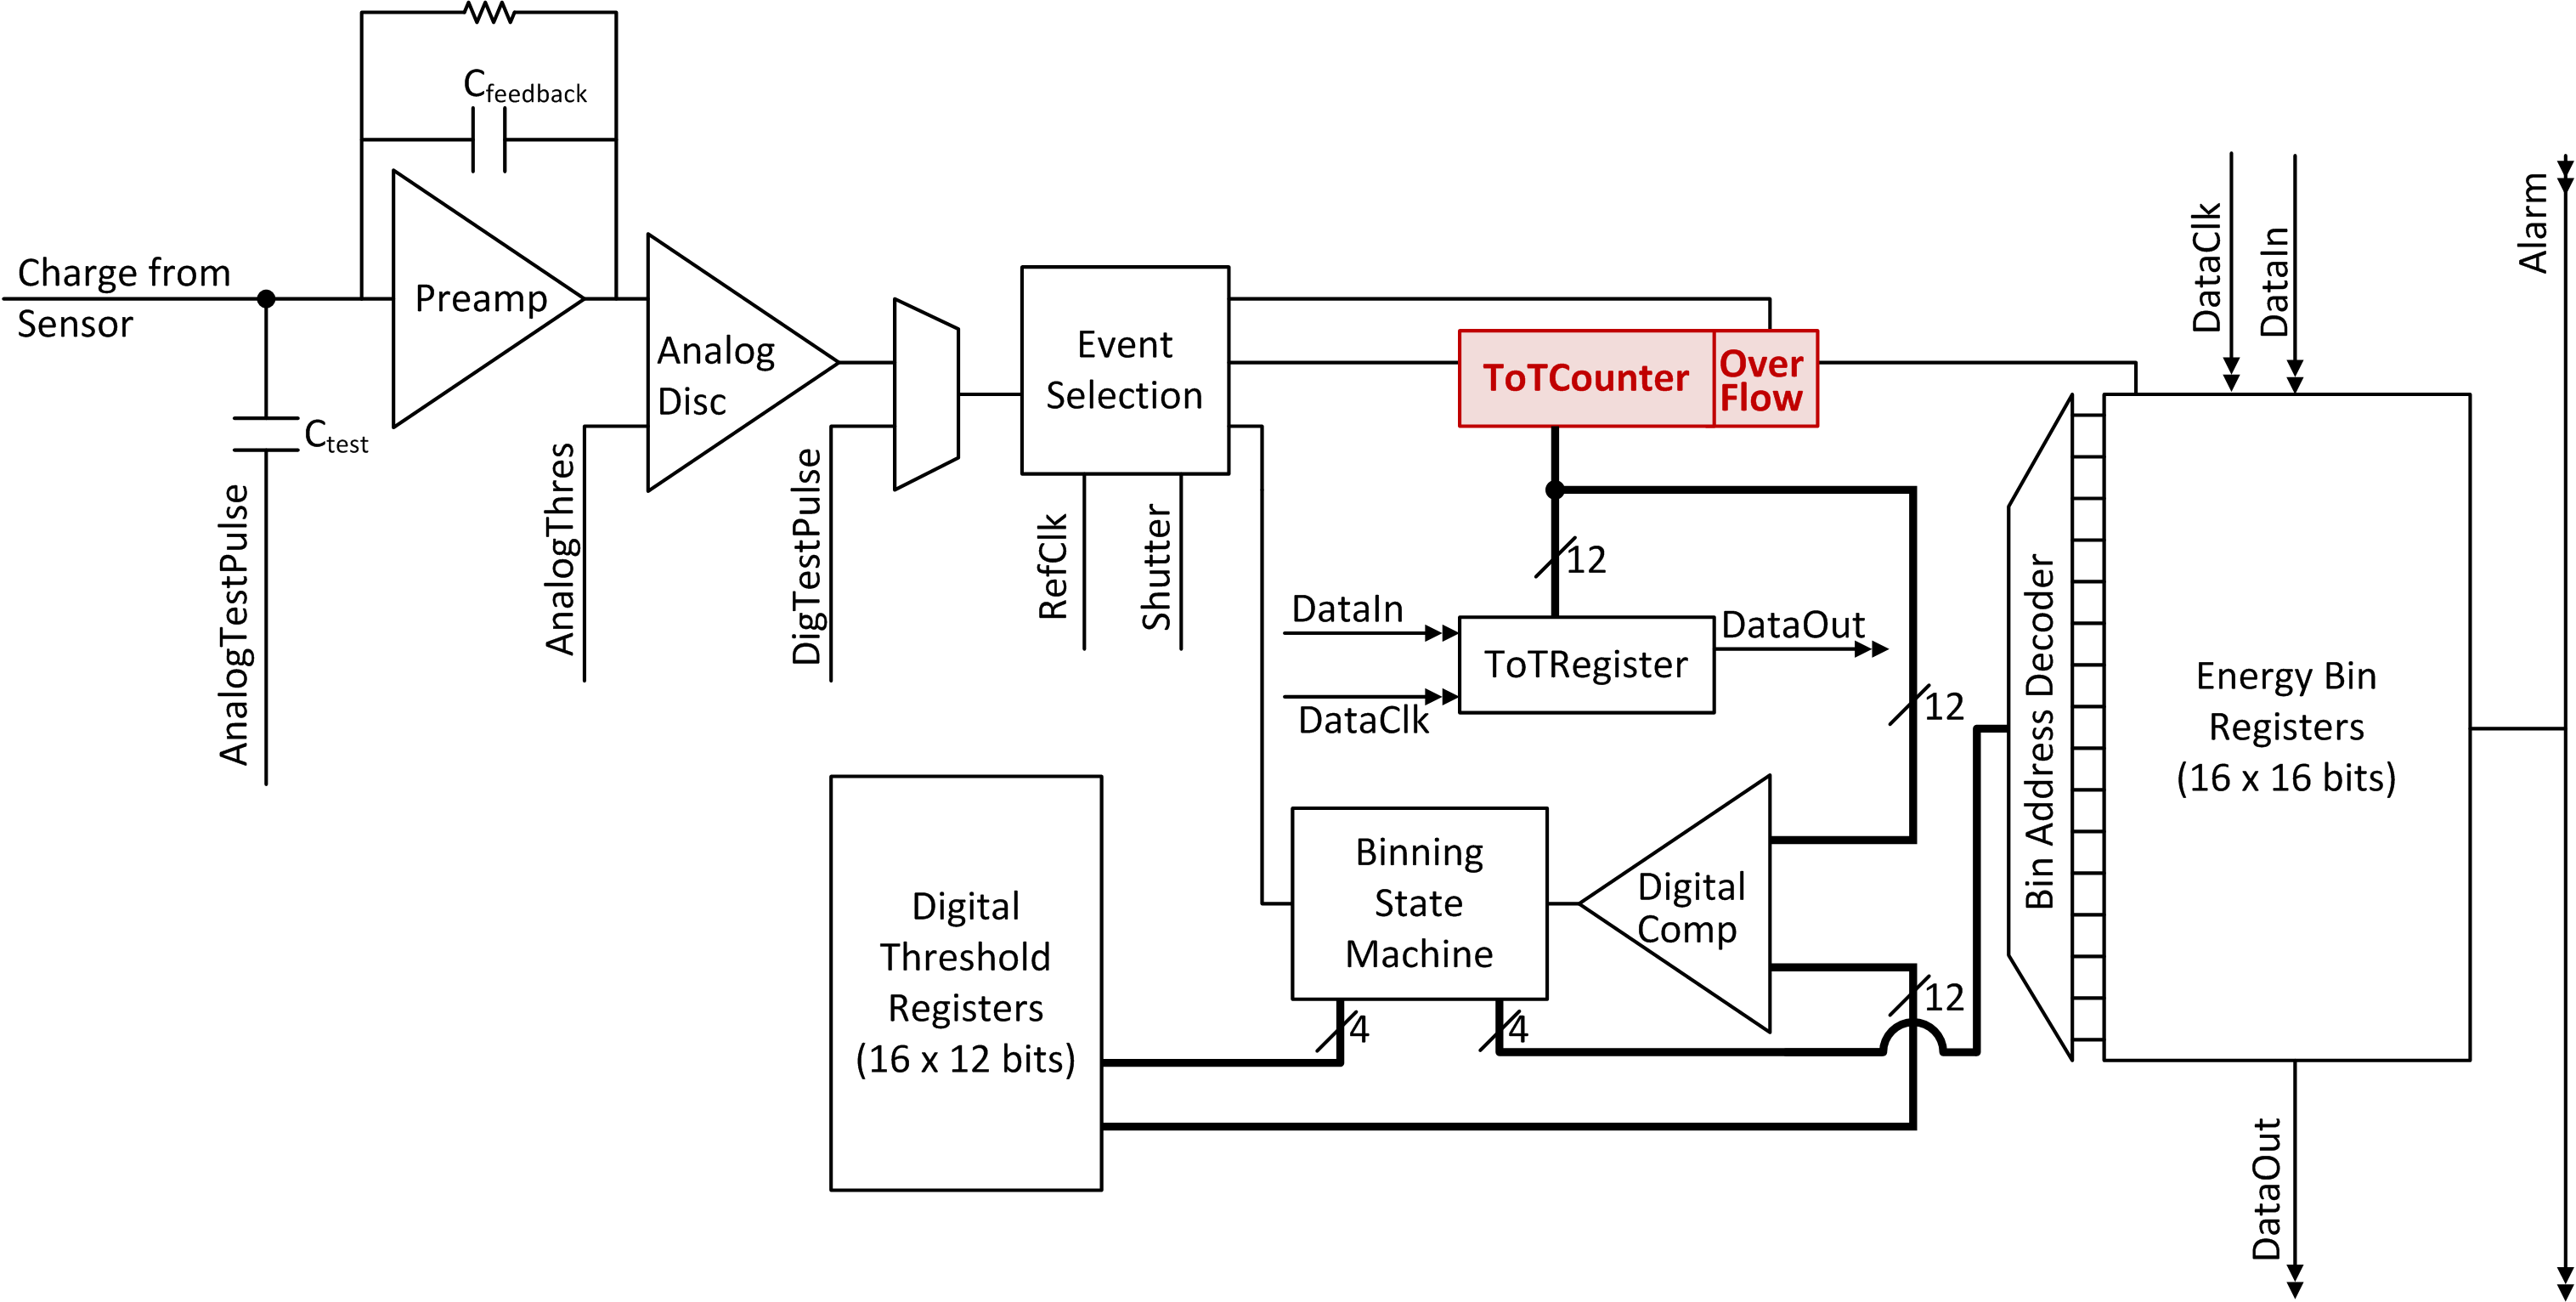 C feedback
Charge from
Sensor
Preamp
C test
AnalogTestPulse
Analog
Disc
AnalogThres
DigTestPulse
Event
Selection
RefClk
Shutter
ToTCounter
Over
Flow
12
DataIn
DataClk
ToTRegister
DataOut
12
Digital
Threshold
Registers
(16 x 12 bits)
Binning
State
Machine
4
4
Digital
Comp
12
Bin Address Decoder
DataClk
DataIn
Energy Bin
Registers
(16 x 16 bits)
DataOut
Alarm